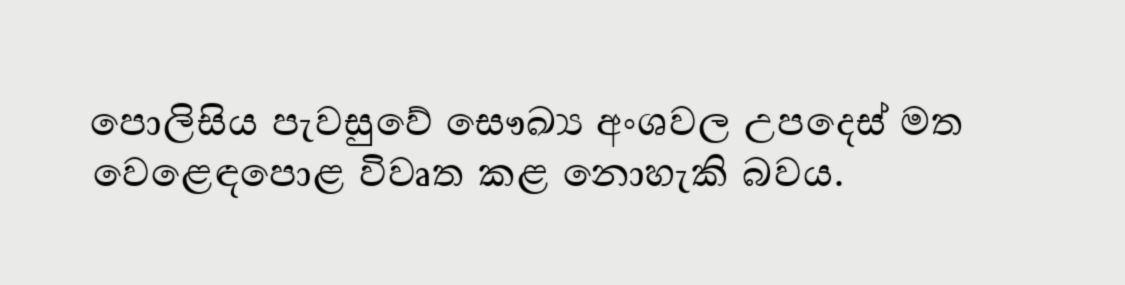 පොලිසිය පැවසුවේ සෞඛ්‍ය අංශවල උපදෙස් මත
වෙළෙඳපොළ විවෘත කළ නොහැකි බවය.